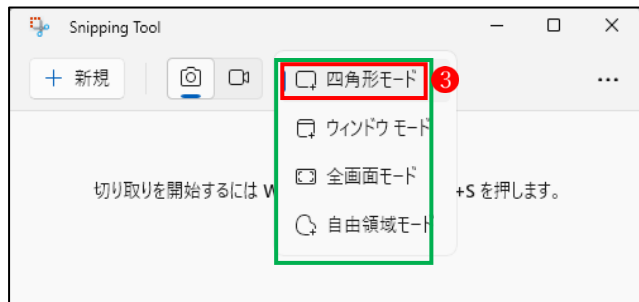 Snipping Tool
新規
四角形モード
3
ウィンドウ モード
全画面モード
切り取りを開始するには W
+S を押します。
自由領域モード